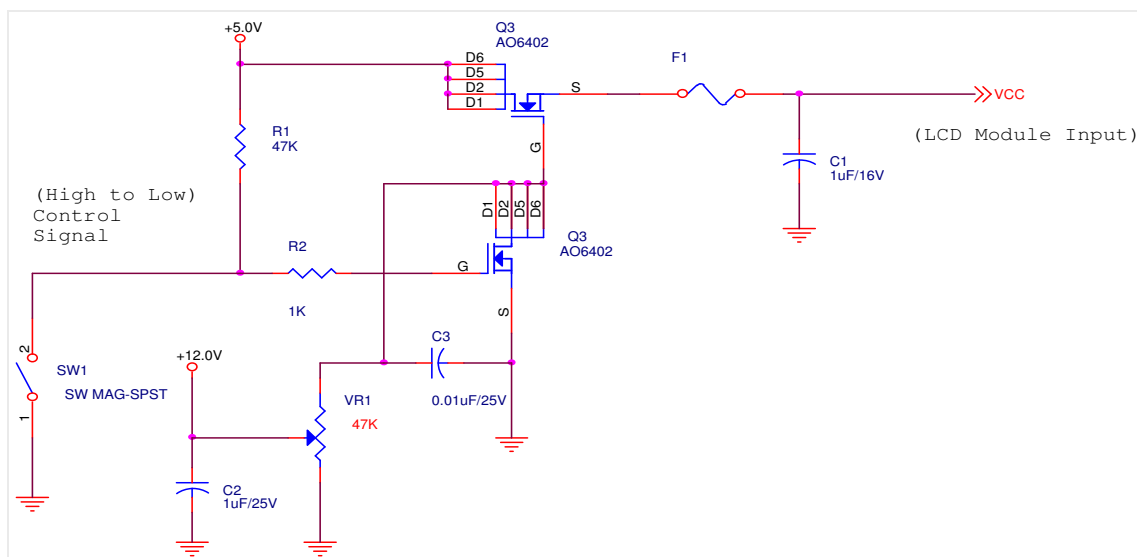 Q3
AO6402
+5.0V
D6
D5
D2
D1
S
G
F1
VCC
(LCD Module Input)
R1
47K
C1
1uF/16V
(High to Low)
Control
Signal
D1
D2
D5
D6
Q3
AO6402
R2
1K
G
S
2
SW1
SW MAG-SPST
1
+12.0V
C3
0.01uF/25V
VR1
47K
C2
1uF/25V